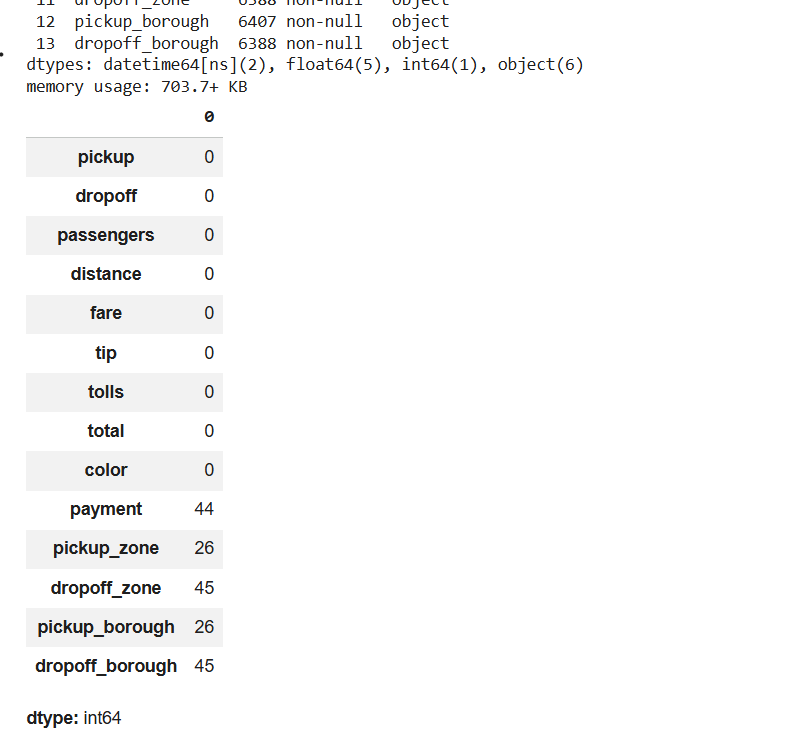 11 dropoff_zone 6388 non-null object
12 pickup_borough 6407 non-null object
13 dropoff_borough 6388 non-null object
dtypes: datetime64[ns](2), float64(5), int64(1), object(6)
memory usage: 703.7+ KB
0
pickup 0
dropoff 0
passengers 0
distance 0
fare 0
tip 0
tolls 0
total 0
color 0
payment 44
pickup_zone 26
dropoff_zone 45
pickup_borough 26
dropoff_borough 45
dtype: int64